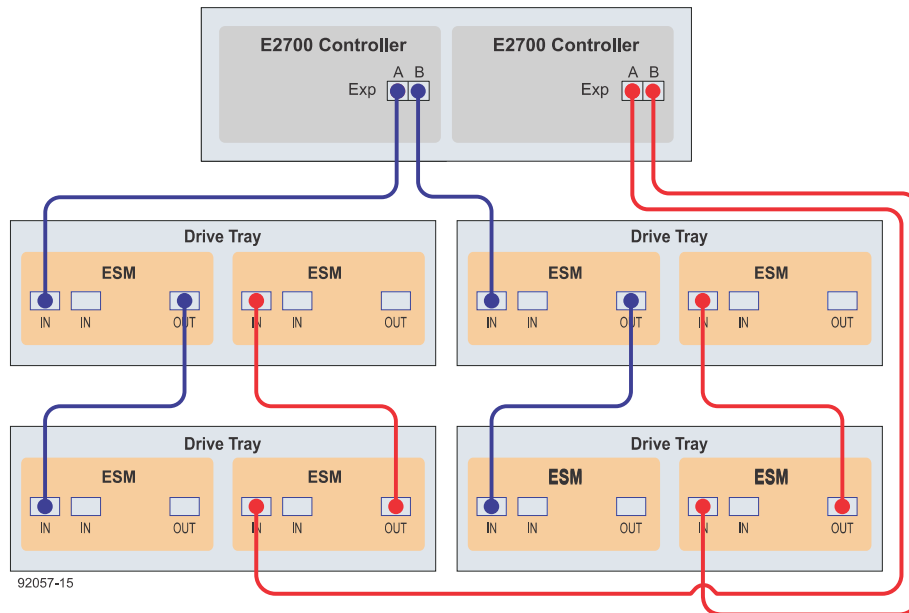 E2700 Controller
E2700 Controller
A B
A B
Exp
Exp
Drive Tray
Drive Tray
ESM
ESM
ESM
ESM
IN
IN
OUT
IN
IN
OUT
IN
IN
OUT
IN
IN
OUT
Drive Tray
Drive Tray
ESM
ESM
ESM
ESM
IN
IN
OUT
IN
IN
OUT
IN
IN
OUT
IN
IN
OUT
92057-15